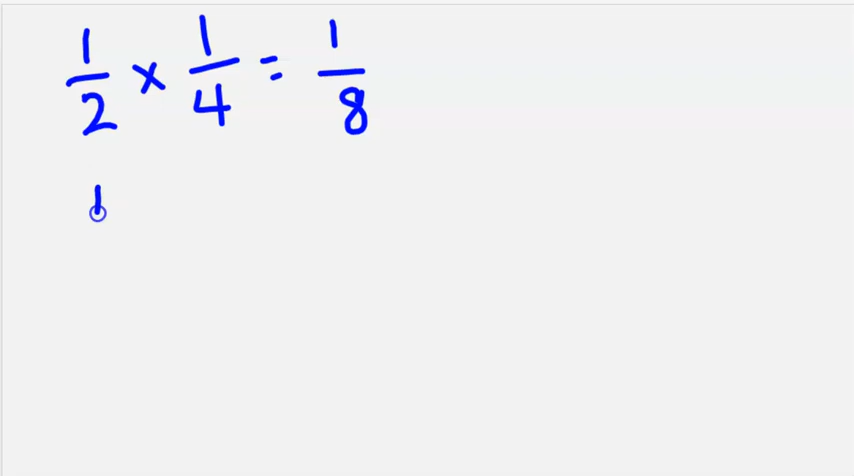 1/2 × 1/4 = 1/8
1